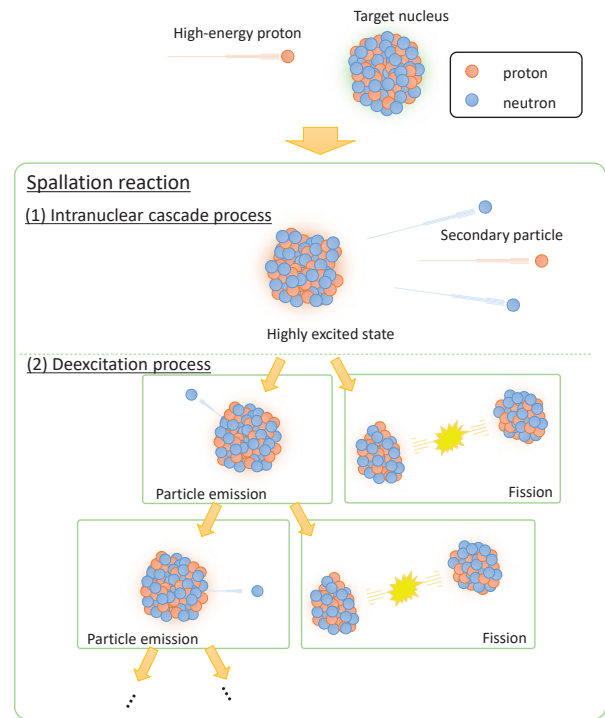 High-energy proton
Target nucleus
proton
neutron
Spallation reaction
(1) Intranuclear cascade process
Secondary particle
Highly excited state
(2) Deexcitation process
Particle emission
Fission
Particle emission
Fission